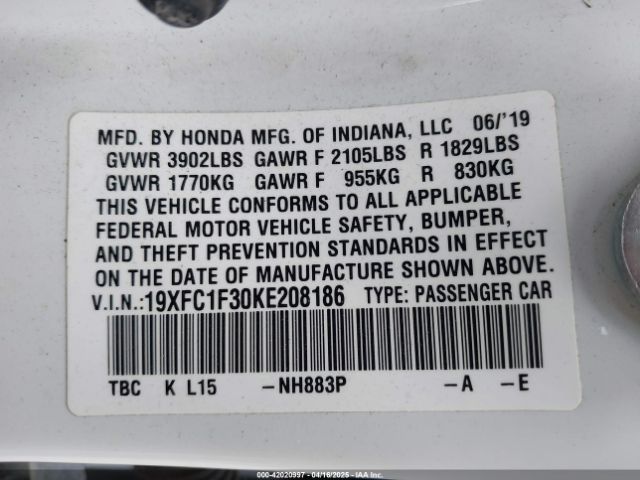 MFD. BY HONDA MFG. OF INDIANA, LLC 06/'19
GVWR 3902LBS GAWR F 2105LBS R 1829LBS
GVWR 1770KG GAWR F 955KG R 830KG
THIS VEHICLE CONFORMS TO ALL APPLICABLE
FEDERAL MOTOR VEHICLE SAFETY, BUMPER,
AND THEFT PREVENTION STANDARDS IN EFFECT
ON THE DATE OF MANUFACTURE SHOWN ABOVE.
V.I.N.:19XFC1F30KE208186 TYPE: PASSENGER CAR
TBC K L15 -NH883P -A -E
000-42020997 - 04/16/2025 - IAA Inc.